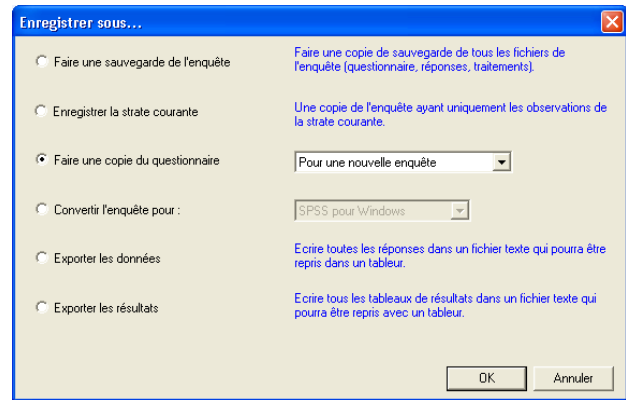 Enregistrer sous...
Faire une sauvegarde de l'enquête
Faire une copie de sauvegarde de tous les fichiers de
l'enquête (questionnaire, réponses, traitements).
Enregistrer la strate courante
Une copie de l'enquête ayant uniquement les observations de
la strate courante.
Faire une copie du questionnaire
Pour une nouvelle enquête
Convertir l'enquête pour :
SPSS pour Windows
Exporter les données
Ecrire toutes les réponses dans un fichier texte qui pourra être
repris dans un tableur.
Exporter les résultats
Ecrire tous les tableaux de résultats dans un fichier texte qui
pourra être repris avec un tableur.
OK
Annuler